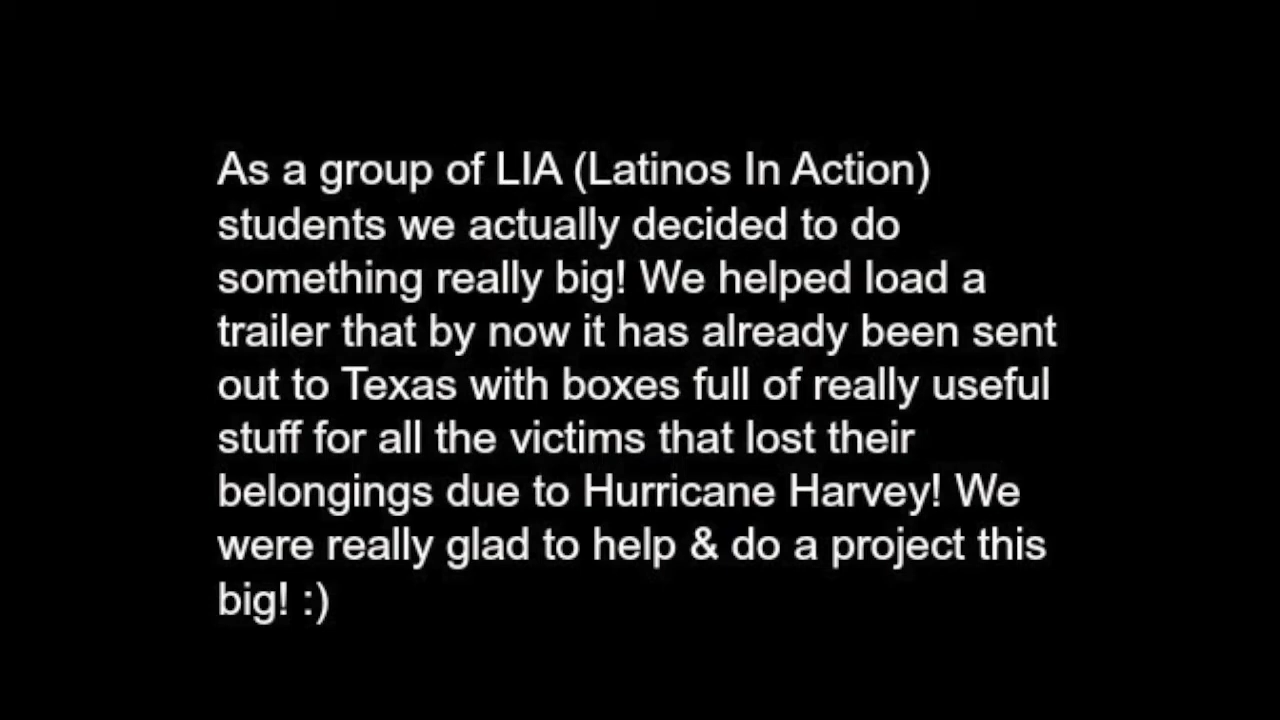 As a group of LIA (Latinos In Action)
students we actually decided to do
something really big! We helped load a
trailer that by now it has already been sent
out to Texas with boxes full of really useful
stuff for all the victims that lost their
belongings due to Hurricane Harvey! We
were really glad to help & do a project this
big! :)